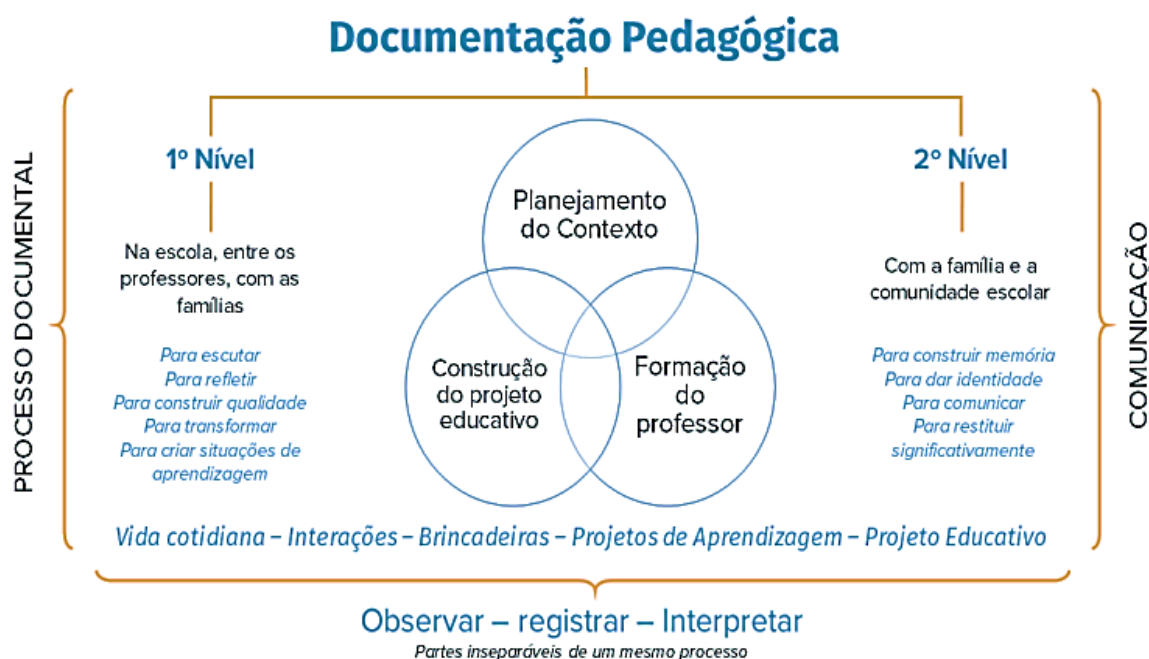 Documentação Pedagógica
PROCESSO DOCUMENTAL
1º Nível
Na escola, entre os
professores, com as
famílias
Para escutar
Para refletir
Para construir qualidade
Para transformar
Para criar situações de
aprendizagem
Planejamento
do Contexto
Construção
do projeto
educativo
Formação
do
professor
2º Nível
Com a família e a
comunidade escolar
Para construir memória
Para dar identidade
Para comunicar
Para restituir
significativamente
COMUNICAÇÃO
Vida cotidiana – Interações – Brincadeiras – Projetos de Aprendizagem – Projeto Educativo
Observar – registrar – Interpretar
Partes inseparáveis de um mesmo processo